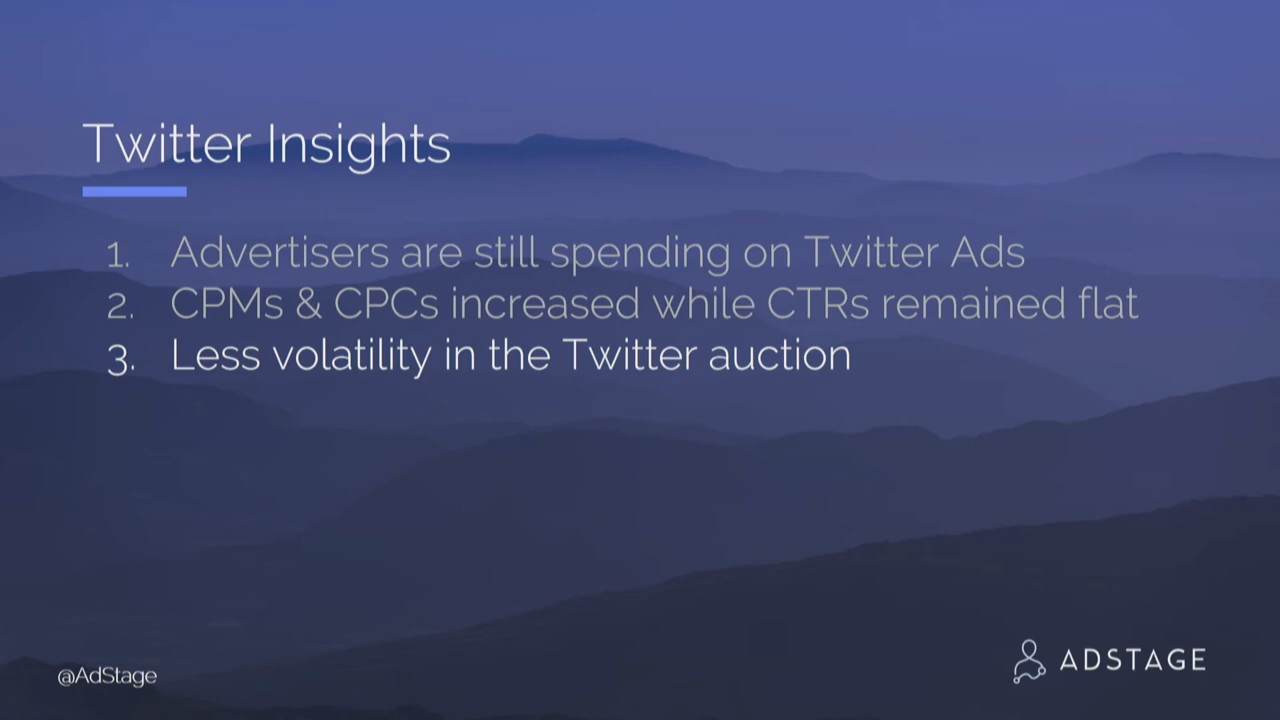 Twitter Insights
1. Advertisers are still spending on Twitter Ads
2. CPMs & CPCs increased while CTRs remained flat
3. Less volatility in the Twitter auction
@AdStage
ADSTAGE